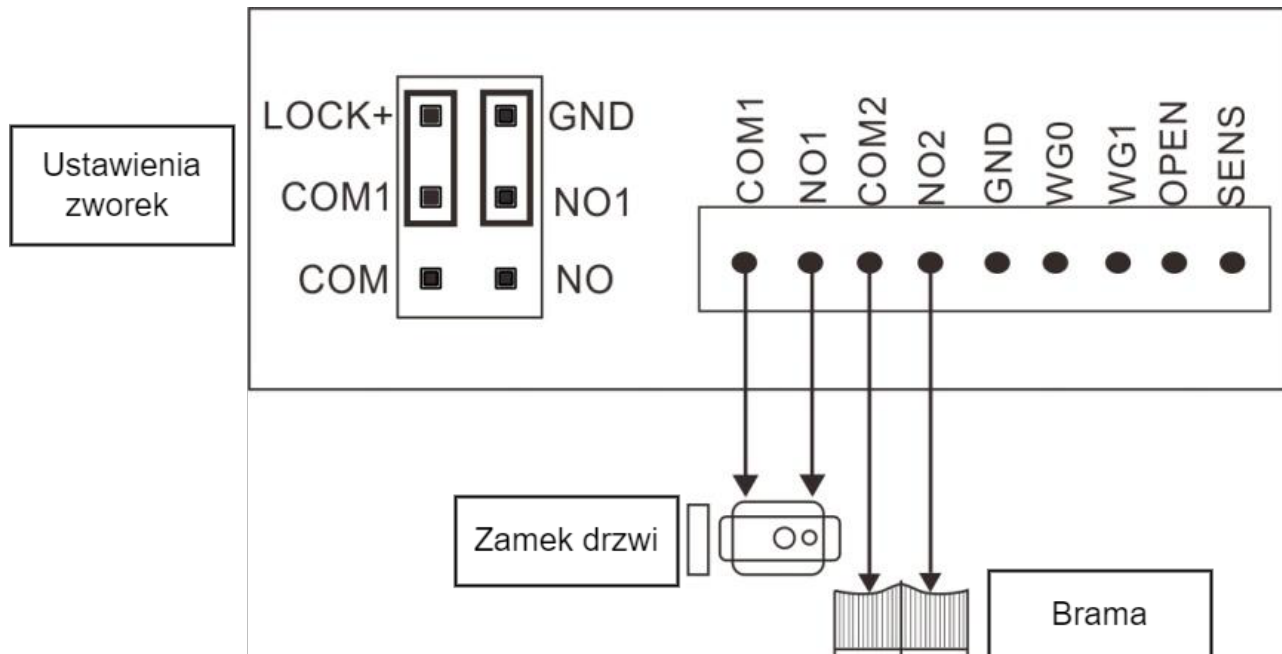 Ustawienia
zworek
LOCK+
GND
COM1
NO1
COM
NO
COM1
NO1
COM2
NO2
GND
WG0
WG1
OPEN
SENS
Zamek drzwi
Brama